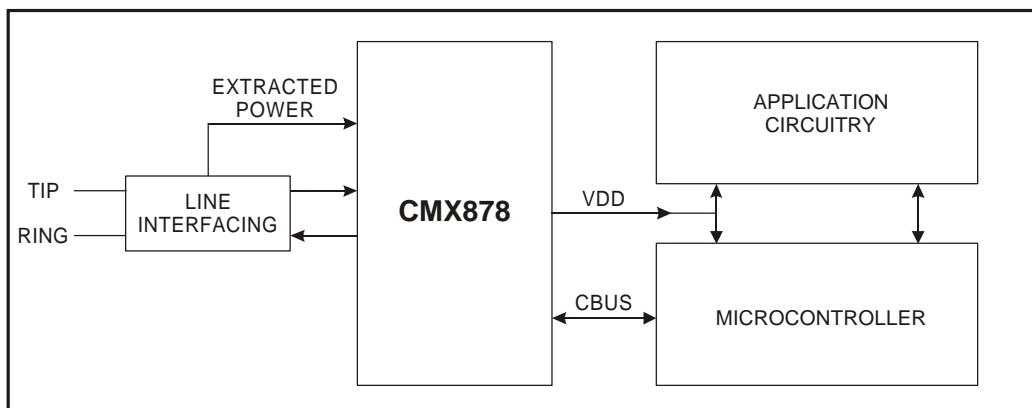 EXTRACTED
POWER
TIP
RING
LINE
INTERFACING
CMX878
VDD
CBUS
APPLICATION
CIRCUITRY
MICROCONTROLLER